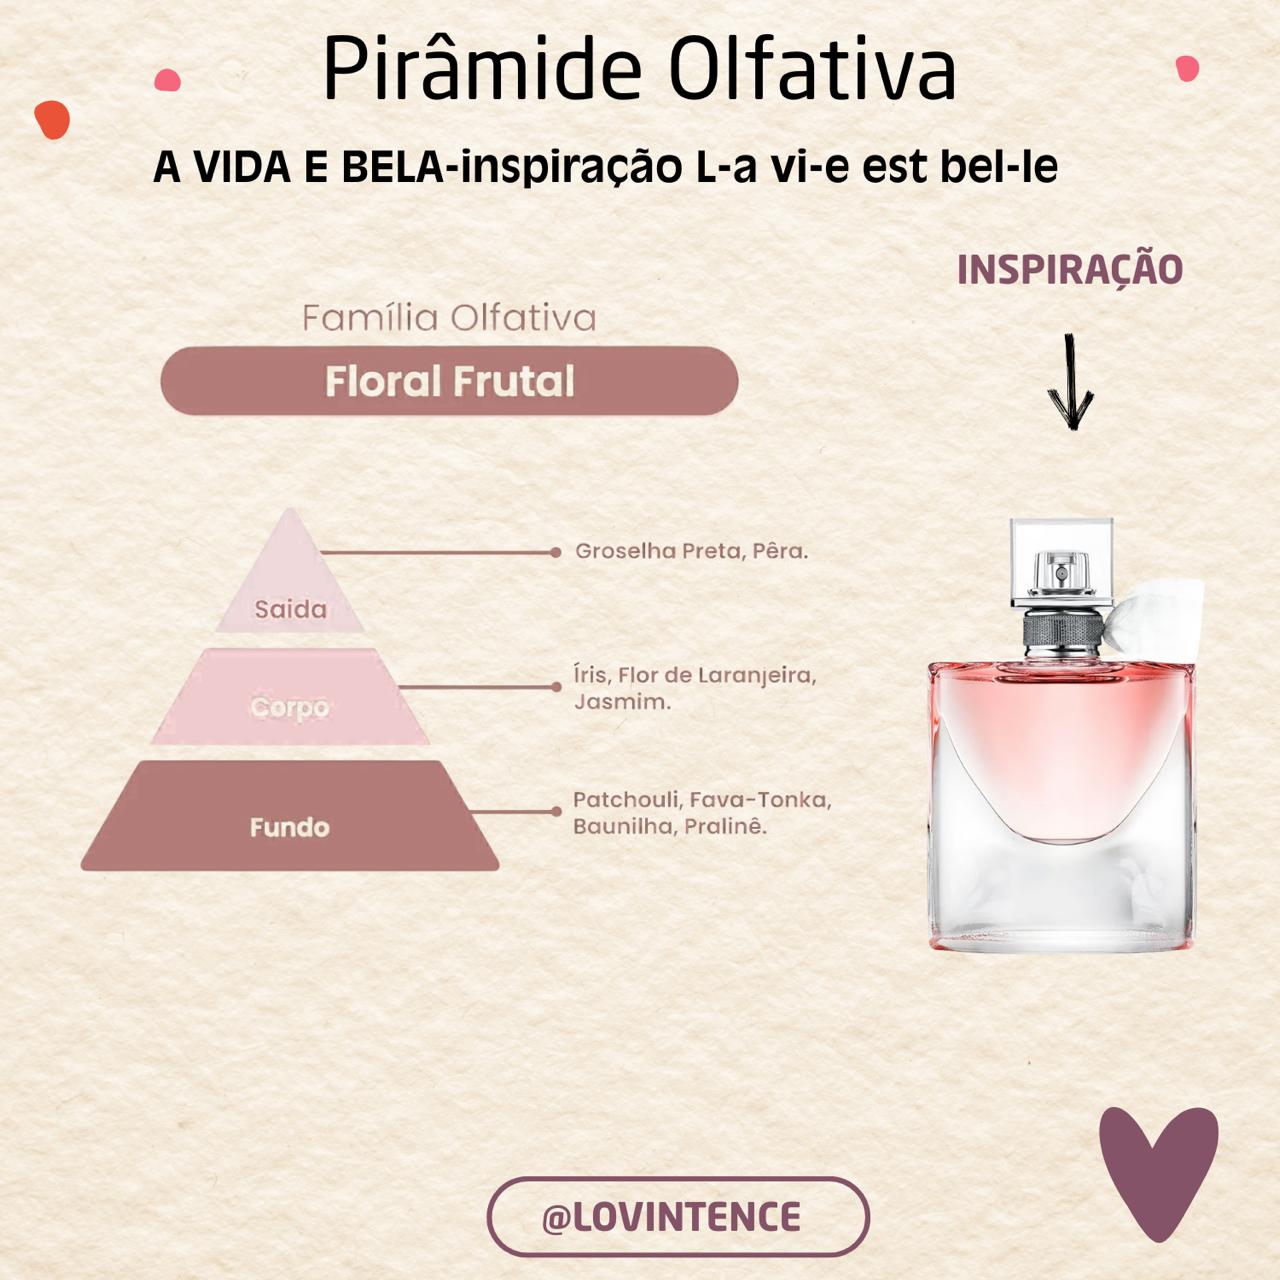 Pirâmide Olfativa
A VIDA E BELA-inspiração L-a vi-e est bel-le
INSPIRAÇÃO
Família Olfativa
Floral Frutal
Groselha Preta, Pêra.
Saida
Íris, Flor de Laranjeira,
Jasmim.
Corpo
Patchouli, Fava-Tonka,
Baunilha, Pralinê.
Fundo
@LOVINTENCE